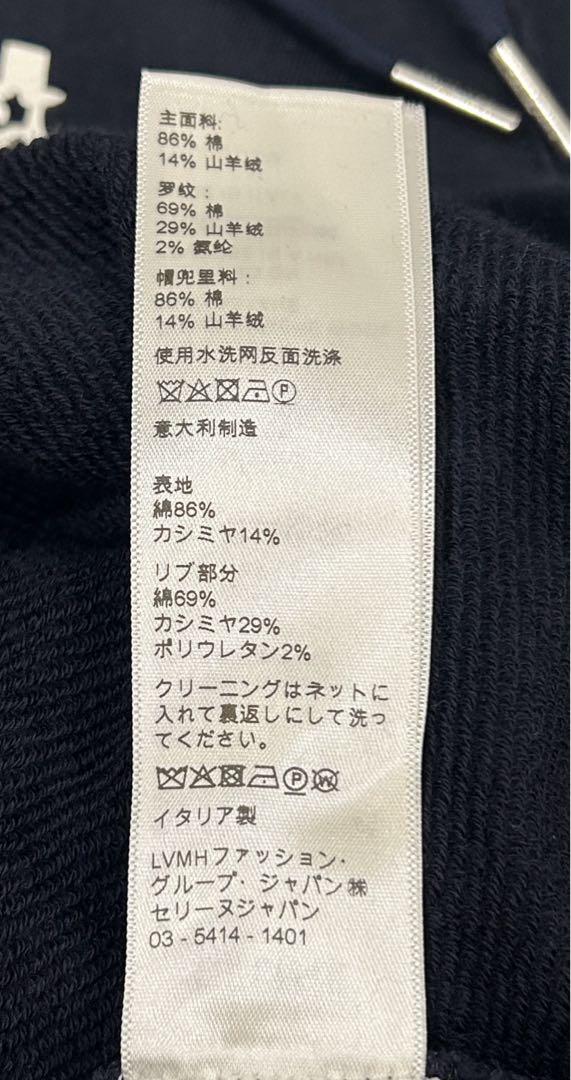 主面料:
86% 棉
14% 山羊绒
罗纹：
69% 棉
29% 山羊绒
2% 氨纶
帽兜里料：
86% 棉
14% 山羊绒
使用水洗网反面洗涤
P
意大利制造
表地
綿86%
カシミヤ14%
リブ部分
綿69%
カシミヤ29%
ポリウレタン2%
クリーニングはネットに
入れて裏返しにして洗っ
てください。
P W
イタリア製
LVMHファッション・
グループ・ジャパン㈱
セリーヌジャパン
03 - 5414 - 1401